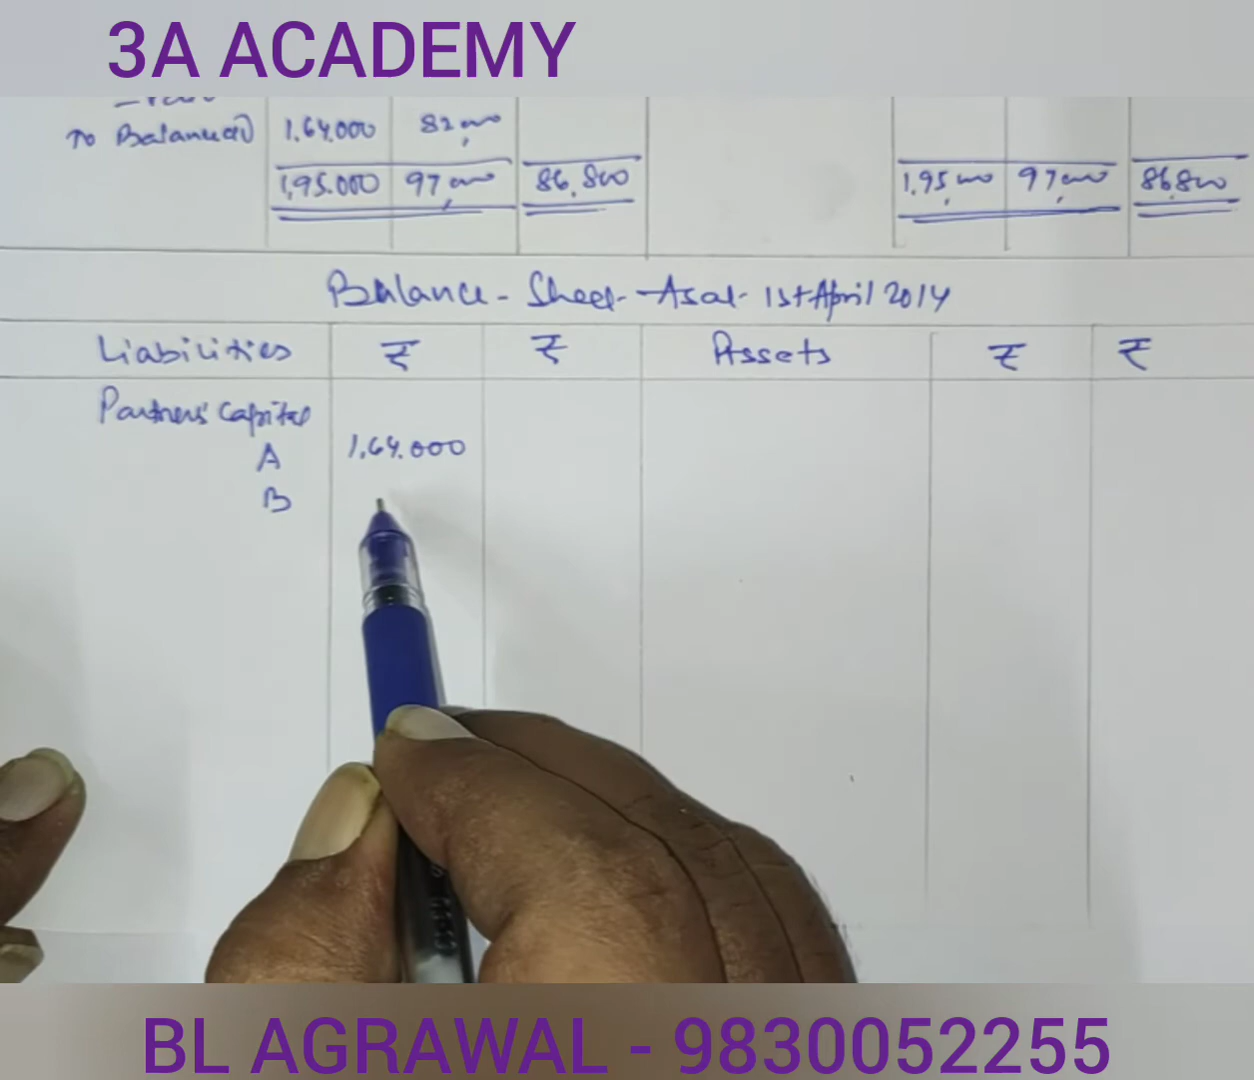 3A ACADEMY
To Balance c/d 1,64,000 82,000
1,95,000 97,000 86,800 1,95,000 97,000 86,800
Balance - Sheet - As at - 1st April 2014
Liabilities ₹ ₹ Assets ₹ ₹
Partners' Capital
A 1,64,000
B
BL AGRAWAL - 9830052255